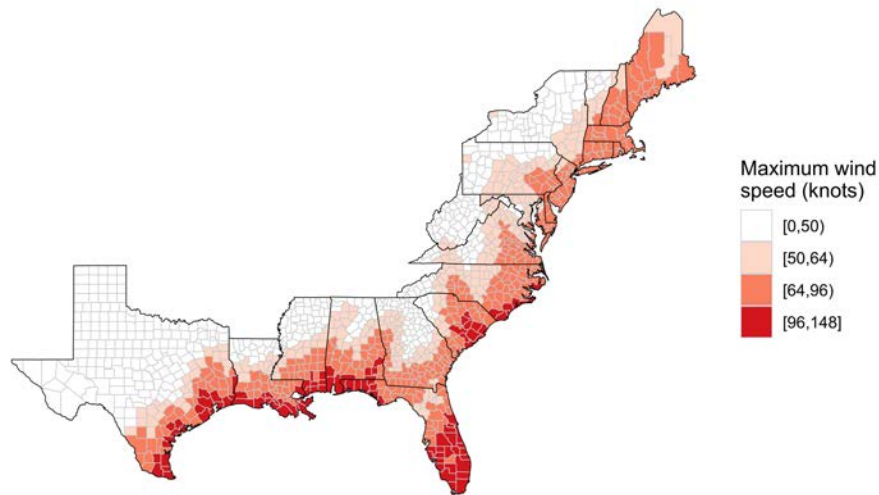 Maximum wind
speed (knots)
[0,50)
[50,64)
[64,96)
[96,148]